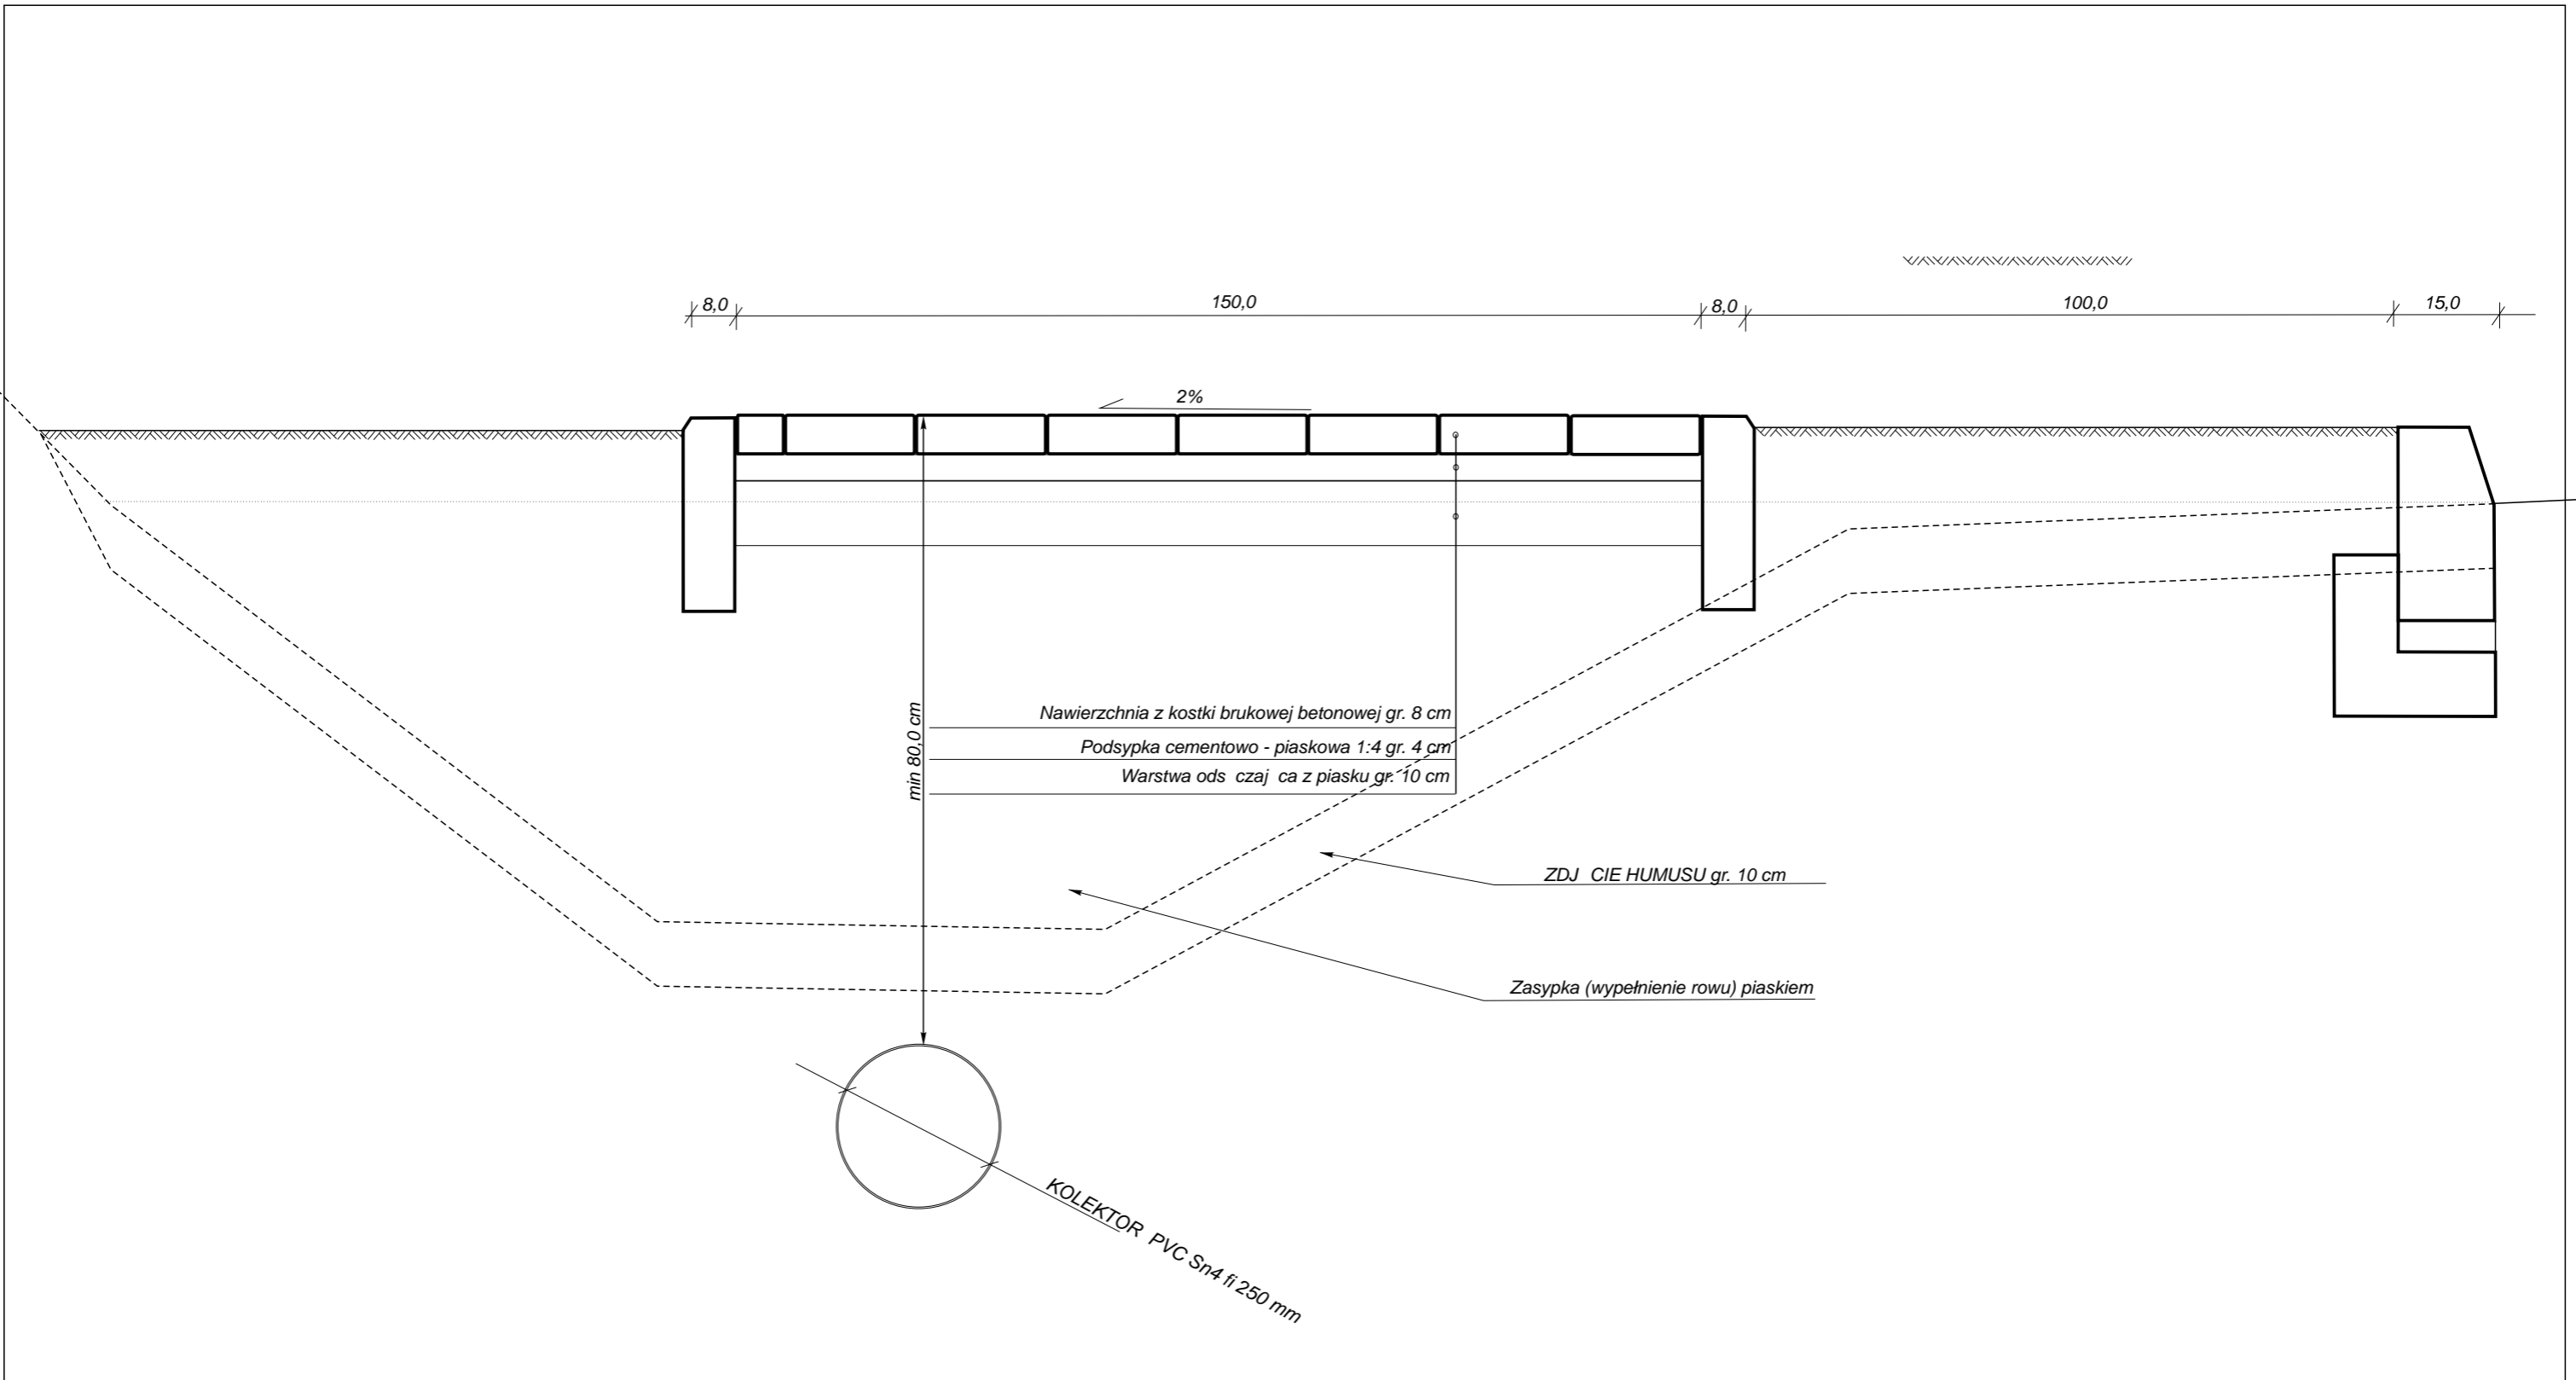 8,0
150,0
8,0
100,0
15,0
2%
min 80,0 cm
Nawierzchnia z kostki brukowej betonowej gr. 8 cm
Podsypka cementowo - piaskowa 1:4 gr. 4 cm
Warstwa ods czaj ca z piasku gr. 10 cm
ZDJ CIE HUMUSU gr. 10 cm
Zasypka (wypełnienie rowu) piaskiem
KOLEKTOR PVC Sn4 fi 250 mm